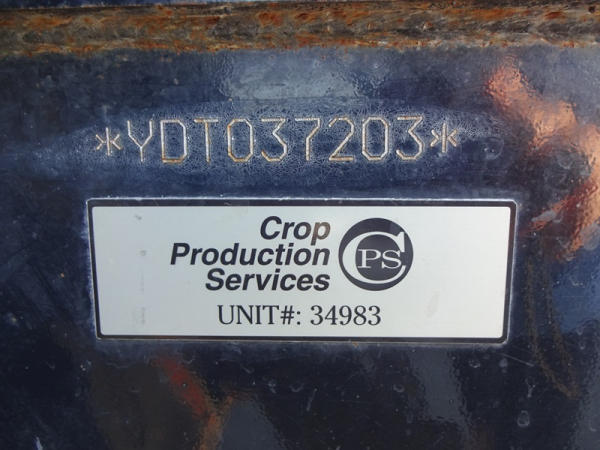 *YDT037203*
Crop
Production
Services
CPS
UNIT#: 34983